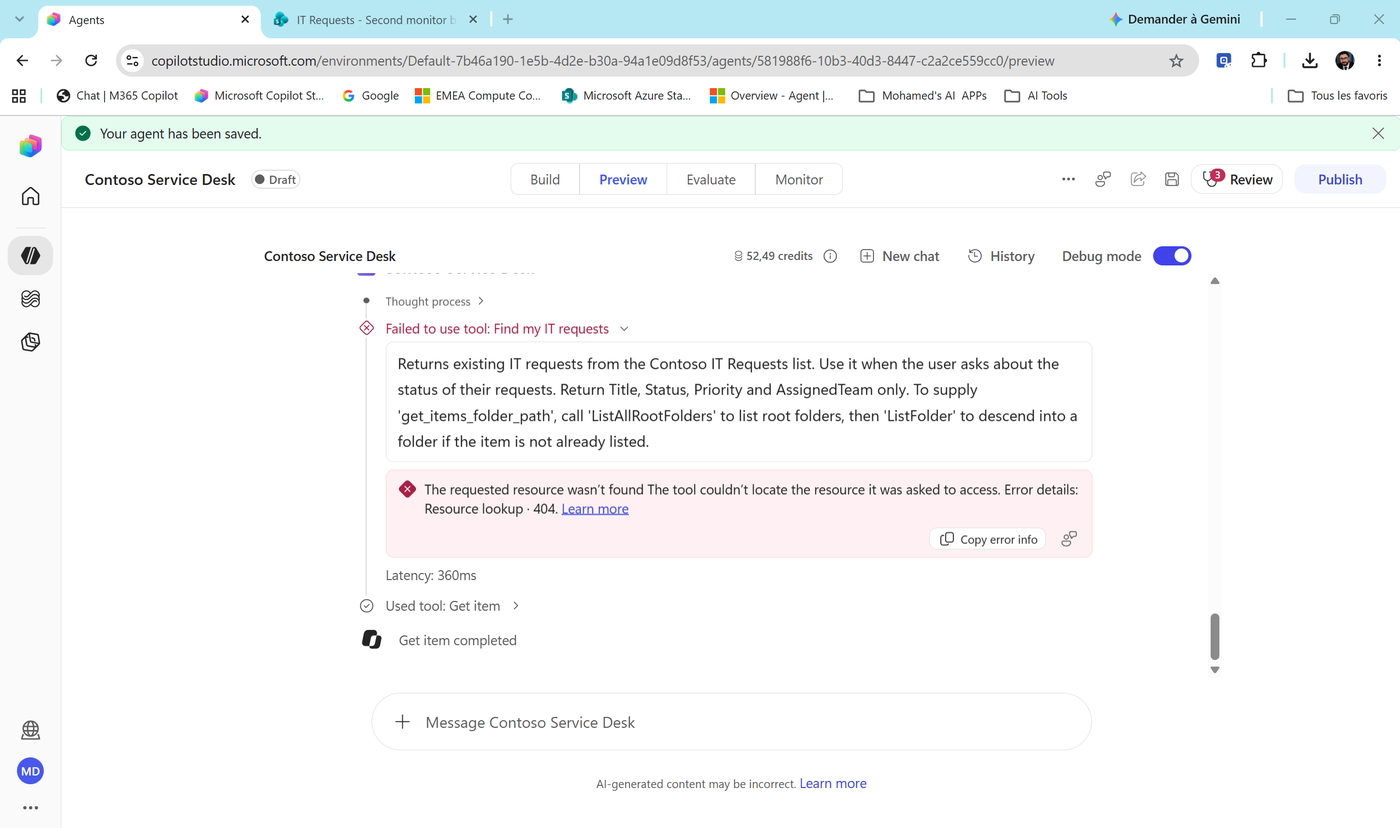 Agents
IT Requests - Second monitor b
Demander à Gemini
copilotstudio.microsoft.com/environments/Default-7b46a190-1e5b-4d2e-b30a-94a1e09d8f53/agents/581988f6-10b3-40d3-8447-c2a2ce559cc0/preview
Chat | M365 Copilot
Microsoft Copilot St...
Google
EMEA Compute Co...
Microsoft Azure Sta...
Overview - Agent |...
Mohamed's AI APPs
AI Tools
Tous les favoris
Your agent has been saved.
Contoso Service Desk
Draft
Build
Preview
Evaluate
Monitor
3
Review
Publish
Contoso Service Desk
52,49 credits
New chat
History
Debug mode
Contoso Service Desk
Thought process
Failed to use tool: Find my IT requests
Returns existing IT requests from the Contoso IT Requests list. Use it when the user asks about the
status of their requests. Return Title, Status, Priority and AssignedTeam only. To supply
'get_items_folder_path', call 'ListAllRootFolders' to list root folders, then 'ListFolder' to descend into a
folder if the item is not already listed.
The requested resource wasn't found The tool couldn't locate the resource it was asked to access. Error details:
Resource lookup · 404. Learn more
Copy error info
Latency: 360ms
Used tool: Get item
Get item completed
Message Contoso Service Desk
MD
AI-generated content may be incorrect. Learn more